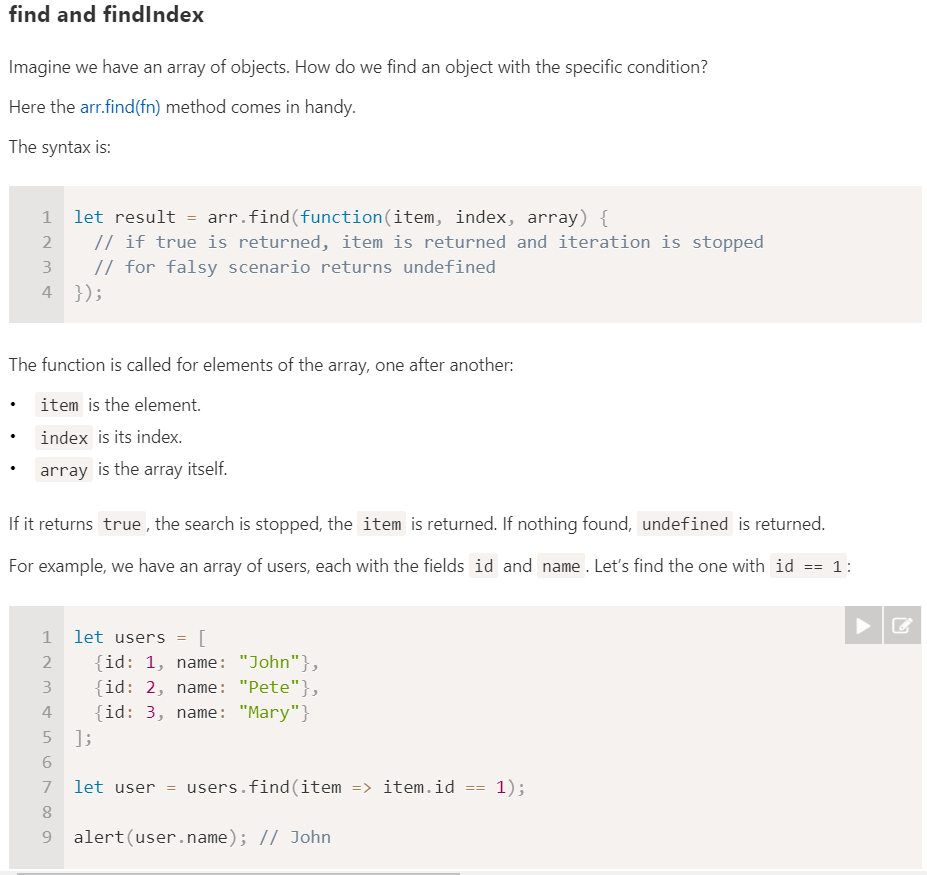 find and findIndex
Imagine we have an array of objects. How do we find an object with the specific condition?
Here the arr.find(fn) method comes in handy.
The syntax is:
1 let result = arr.find(function(item, index, array) {
2   // if true is returned, item is returned and iteration is stopped
3   // for falsy scenario returns undefined
4 });
The function is called for elements of the array, one after another:
• item is the element.
• index is its index.
• array is the array itself.
If it returns true, the search is stopped, the item is returned. If nothing found, undefined is returned.
For example, we have an array of users, each with the fields id and name. Let’s find the one with id == 1:
1 let users = [
2   {id: 1, name: "John"},
3   {id: 2, name: "Pete"},
4   {id: 3, name: "Mary"}
5 ];
6
7 let user = users.find(item => item.id == 1);
8
9 alert(user.name); // John